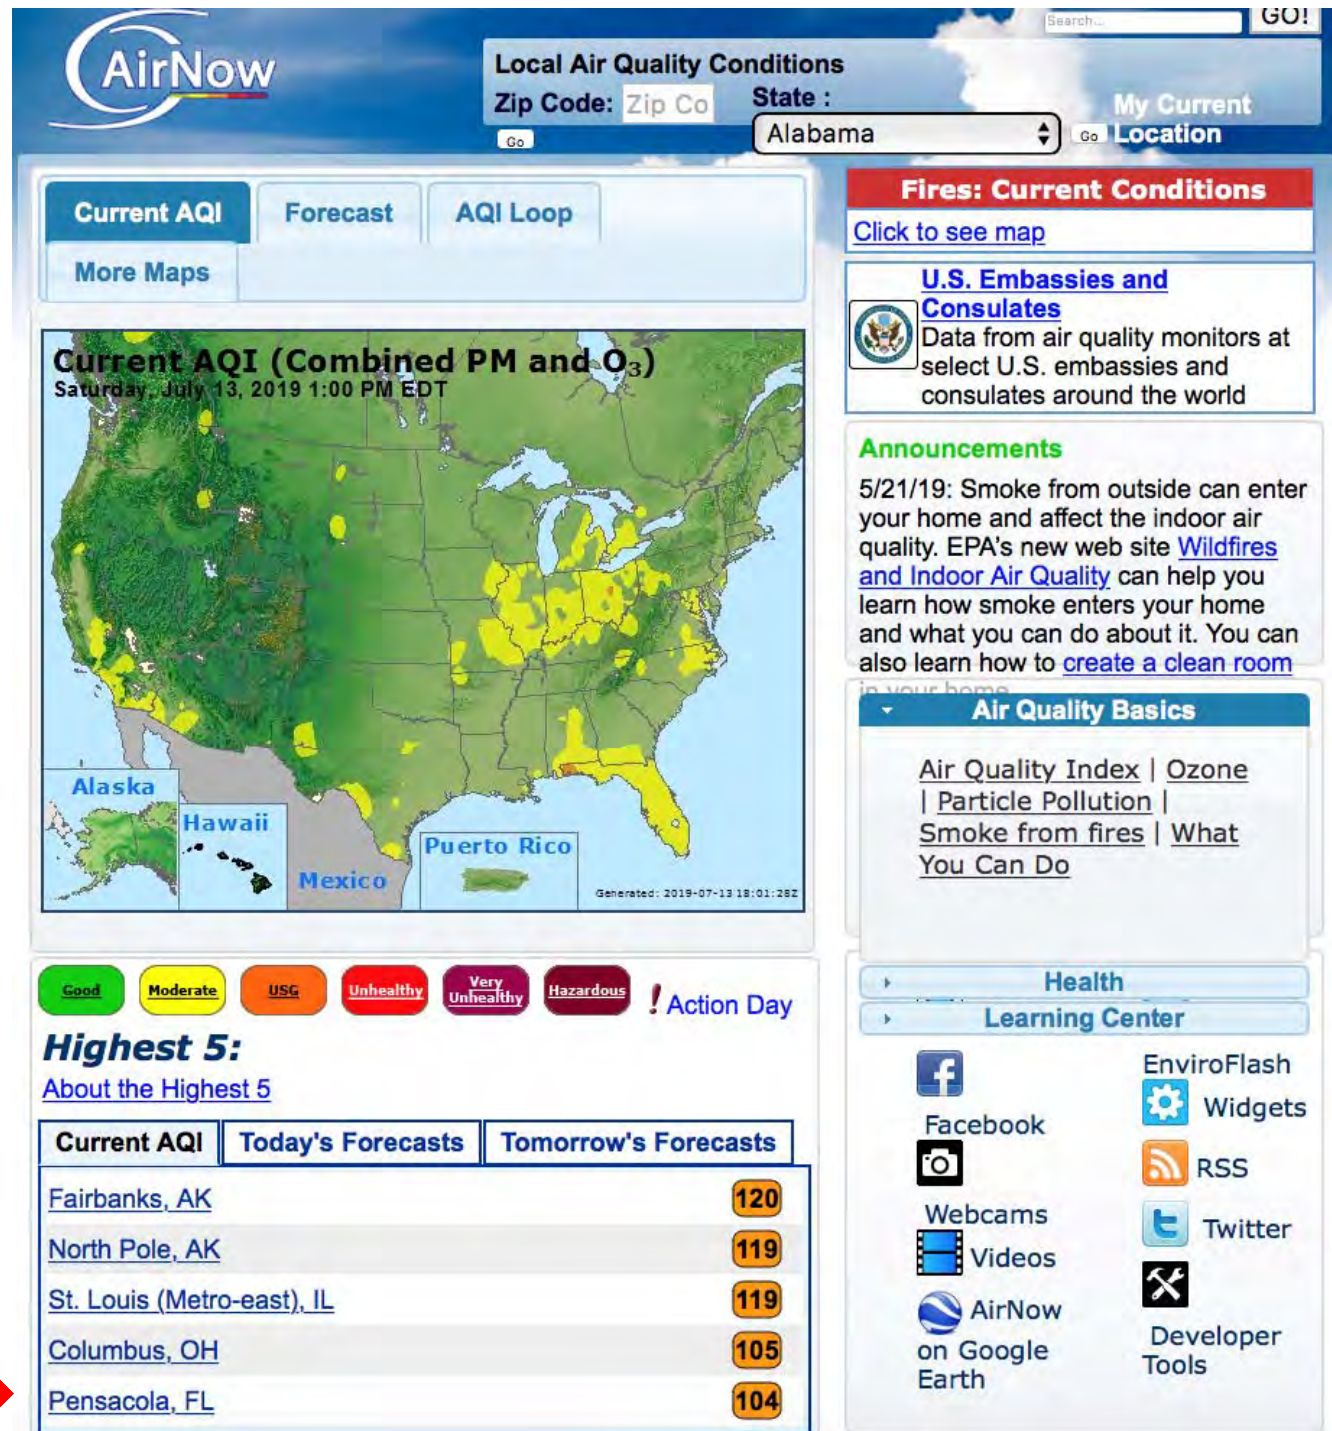 Search...
GO!
AirNow
Local Air Quality Conditions
Zip Code: Zip Co
State :
Alabama
Go
Go
My Current
Location
Current AQI
Forecast
AQI Loop
More Maps
Current AQI (Combined PM and O₃)
Saturday, July 13, 2019 1:00 PM EDT
Alaska
Hawaii
Mexico
Puerto Rico
Generated: 2019-07-13 18:01:28Z
Fires: Current Conditions
Click to see map
U.S. Embassies and
Consulates
Data from air quality monitors at
select U.S. embassies and
consulates around the world
Announcements
5/21/19: Smoke from outside can enter
your home and affect the indoor air
quality. EPA's new web site Wildfires
and Indoor Air Quality can help you
learn how smoke enters your home
and what you can do about it. You can
also learn how to create a clean room
in your home
Air Quality Basics
Air Quality Index | Ozone
| Particle Pollution |
Smoke from fires | What
You Can Do
Health
Learning Center
Good
Moderate
USG
Unhealthy
Very
Unhealthy
Hazardous
! Action Day
Highest 5:
About the Highest 5
Current AQI
Today's Forecasts
Tomorrow's Forecasts
Fairbanks, AK 120
North Pole, AK 119
St. Louis (Metro-east), IL 119
Columbus, OH 105
Pensacola, FL 104
Facebook
Webcams
Videos
AirNow
on Google
Earth
EnviroFlash
Widgets
RSS
Twitter
Developer
Tools